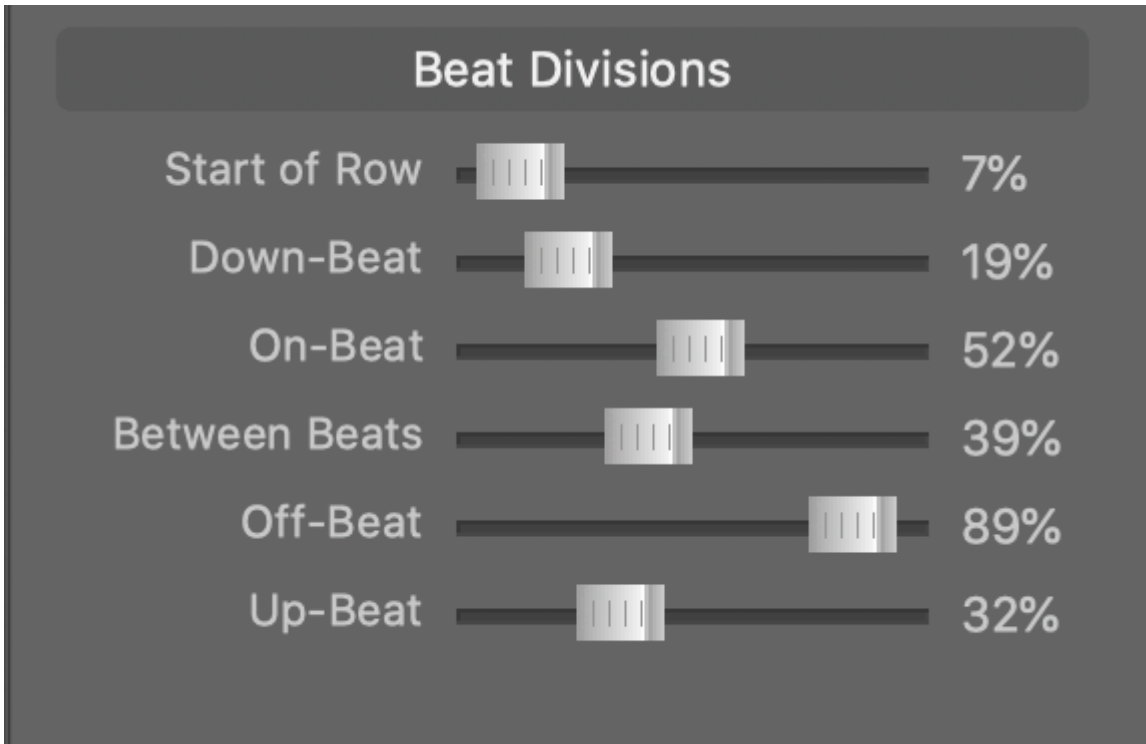 Beat Divisions
Start of Row 7%
Down-Beat 19%
On-Beat 52%
Between Beats 39%
Off-Beat 89%
Up-Beat 32%